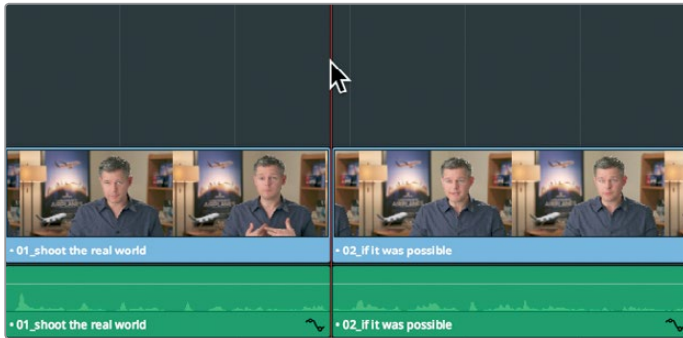 • 01_shoot the real world
• 02_if it was possible
• 01_shoot the real world
• 02_if it was possible